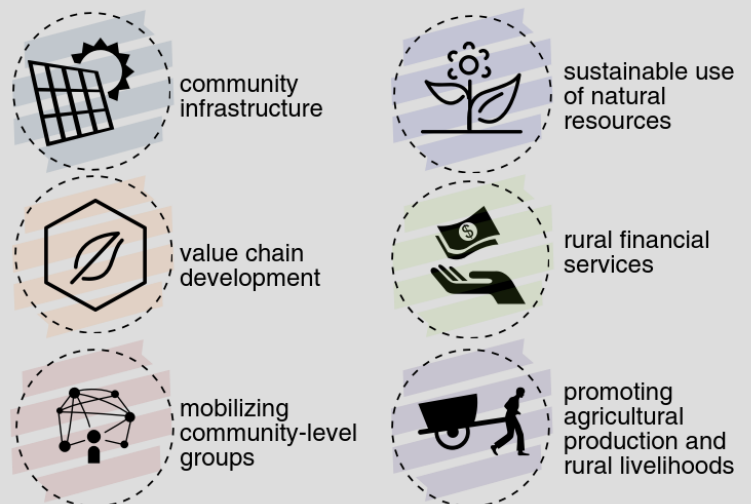 community
infrastructure
sustainable use
of natural
resources
value chain
development
$
rural financial
services
mobilizing
community-level
groups
promoting
agricultural
production and
rural livelihoods